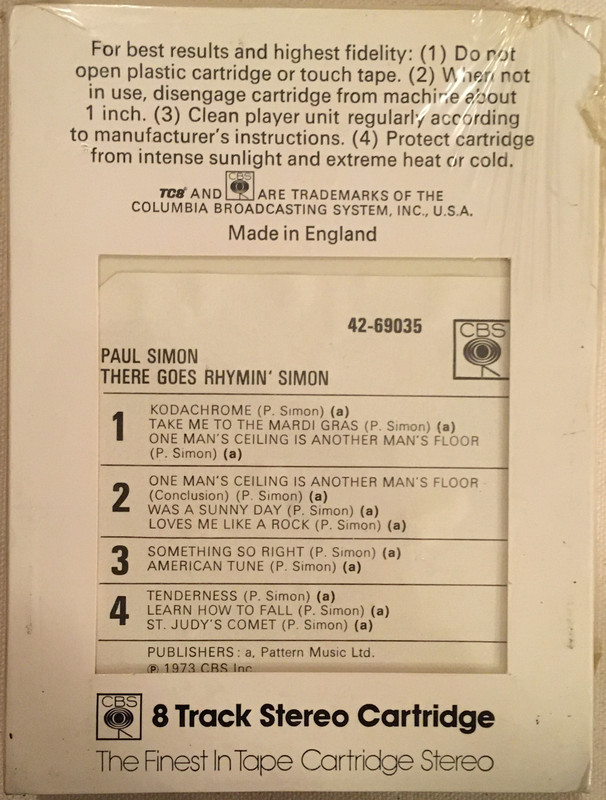 For best results and highest fidelity: (1) Do not
open plastic cartridge or touch tape. (2) When not
in use, disengage cartridge from machine about
1 inch. (3) Clean player unit regularly according
to manufacturer's instructions. (4) Protect cartridge
from intense sunlight and extreme heat or cold.
TC8® AND CBS ARE TRADEMARKS OF THE
COLUMBIA BROADCASTING SYSTEM, INC., U.S.A.
Made in England
42-69035
CBS
PAUL SIMON
THERE GOES RHYMIN' SIMON
1
KODACHROME (P. Simon) (a)
TAKE ME TO THE MARDI GRAS (P. Simon) (a)
ONE MAN'S CEILING IS ANOTHER MAN'S FLOOR
(P. Simon) (a)
2
ONE MAN'S CEILING IS ANOTHER MAN'S FLOOR
(Conclusion) (P. Simon) (a)
WAS A SUNNY DAY (P. Simon) (a)
LOVES ME LIKE A ROCK (P. Simon) (a)
3
SOMETHING SO RIGHT (P. Simon) (a)
AMERICAN TUNE (P. Simon) (a)
4
TENDERNESS (P. Simon) (a)
LEARN HOW TO FALL (P. Simon) (a)
ST. JUDY'S COMET (P. Simon) (a)
PUBLISHERS: a, Pattern Music Ltd.
℗ 1973 CBS Inc.
CBS
8 Track Stereo Cartridge
The Finest In Tape Cartridge Stereo